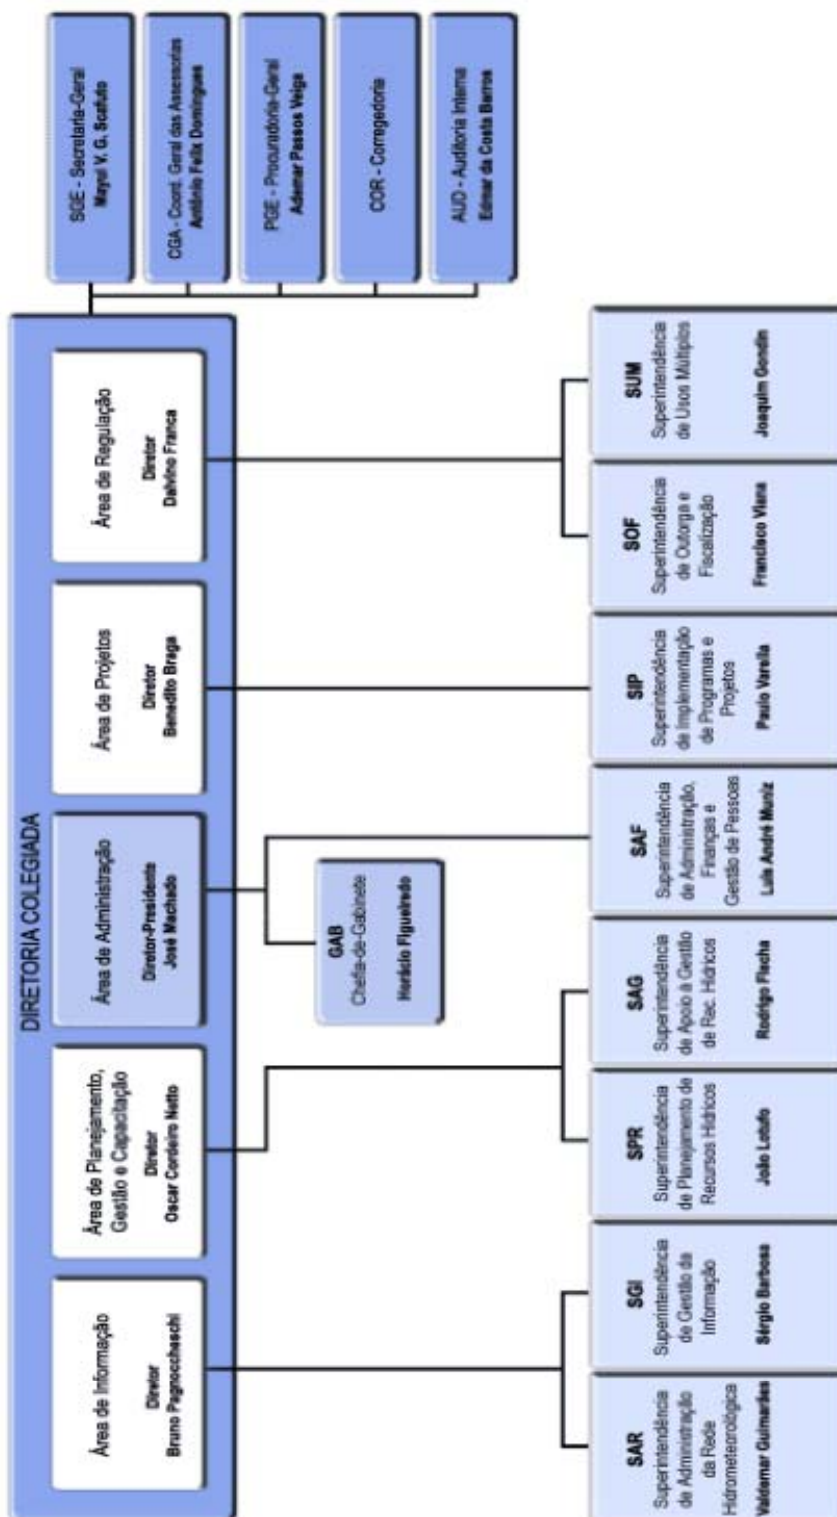 DIRETORIA COLEGIADA
Área de Informação
Diretor
Bruno Pagnoccheschi
Área de Planejamento,
Gestão e Capacitação
Diretor
Oscar Cordeiro Netto
Área de Administração
Diretor-Presidente
José Machado
Área de Projetos
Diretor
Benedito Braga
Área de Regulação
Diretor
Dalvino Franca
SGE - Secretaria-Geral
Mayui V. G. Scafuto
CGA - Coord. Geral das Assessorias
Antônio Felix Domingues
PGE - Procuradoria-Geral
Ademar Passos Veiga
COR - Corregedoria
AUD - Auditoria Interna
Edmar da Costa Barros
GAB
Chefia-de-Gabinete
Horácio Figueiredo
SAR
Superintendência
de Administração
da Rede
Hidrometeorológica
Valdemar Guimarães
SGI
Superintendência
de Gestão da
Informação
Sérgio Barbosa
SPR
Superintendência
de Planejamento de
Recursos Hídricos
João Lotufo
SAG
Superintendência
de Apoio à Gestão
de Rec. Hídricos
Rodrigo Flecha
SAF
Superintendência
de Administração,
Finanças e
Gestão de Pessoas
Luis André Muniz
SIP
Superintendência
de Implementação
de Programas e
Projetos
Paulo Varella
SOF
Superintendência
de Outorga e
Fiscalização
Francisco Viana
SUM
Superintendência
de Usos Múltiplos
Joaquim Gondin